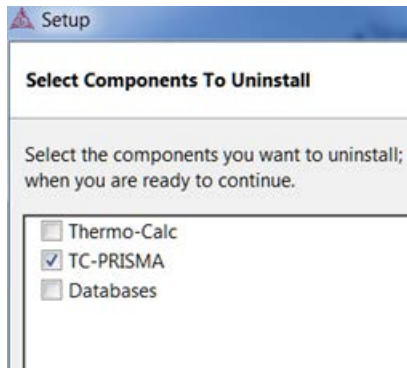 Setup
Select Components To Uninstall
Select the components you want to uninstall;
when you are ready to continue.
Thermo-Calc
TC-PRISMA
Databases